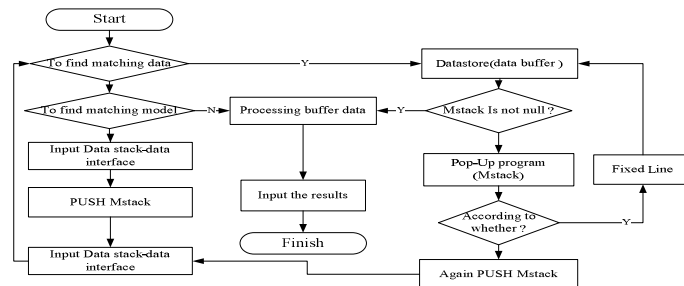 Start
To find matching data
Y
Datastore(data buffer )
To find matching model
N
Processing buffer data
Y
Mstack Is not null ?
Input Data stack-data
interface
Pop-Up program
(Mstack)
Fixed Line
PUSH Mstack
Input the results
According to
whether ?
Y
Finish
Input Data stack-data
interface
Again PUSH Mstack